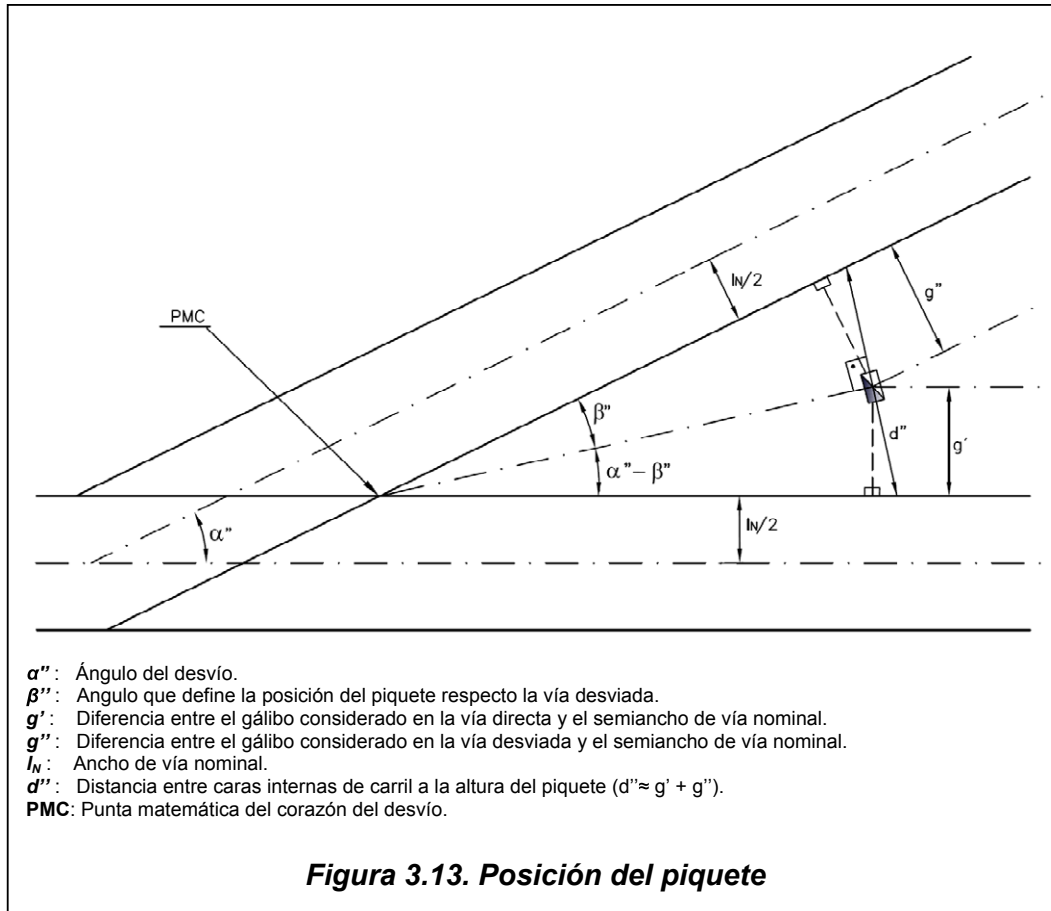 lN/2
g"
PMC
β"
d"
g'
α"-β"
lN/2
α"
α'' : Ángulo del desvío.
β'' : Angulo que define la posición del piquete respecto la vía desviada.
g' : Diferencia entre el gálibo considerado en la vía directa y el semiancho de vía nominal.
g'' : Diferencia entre el gálibo considerado en la vía desviada y el semiancho de vía nominal.
lN : Ancho de vía nominal.
d'' : Distancia entre caras internas de carril a la altura del piquete (d''≈ g' + g'').
PMC: Punta matemática del corazón del desvío.
Figura 3.13. Posición del piquete